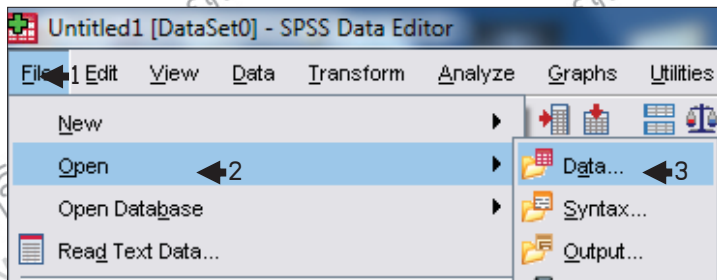 Untitled1 [DataSet0] - SPSS Data Editor
File 1 Edit View Data Transform Analyze Graphs Utilities
New
Open 2 Data... 3
Open Database Syntax...
Read Text Data... Output...